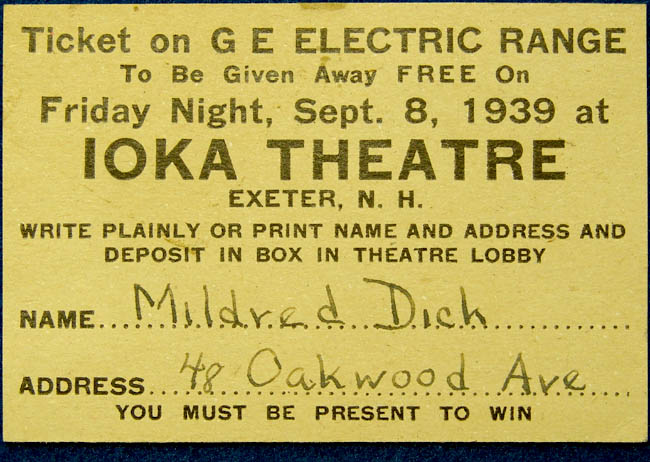 Ticket on G E ELECTRIC RANGE
To Be Given Away FREE On
Friday Night, Sept. 8, 1939 at
IOKA THEATRE
EXETER, N. H.
WRITE PLAINLY OR PRINT NAME AND ADDRESS AND
DEPOSIT IN BOX IN THEATRE LOBBY
NAME....Mildred Dick....
ADDRESS....48 Oakwood Ave....
YOU MUST BE PRESENT TO WIN